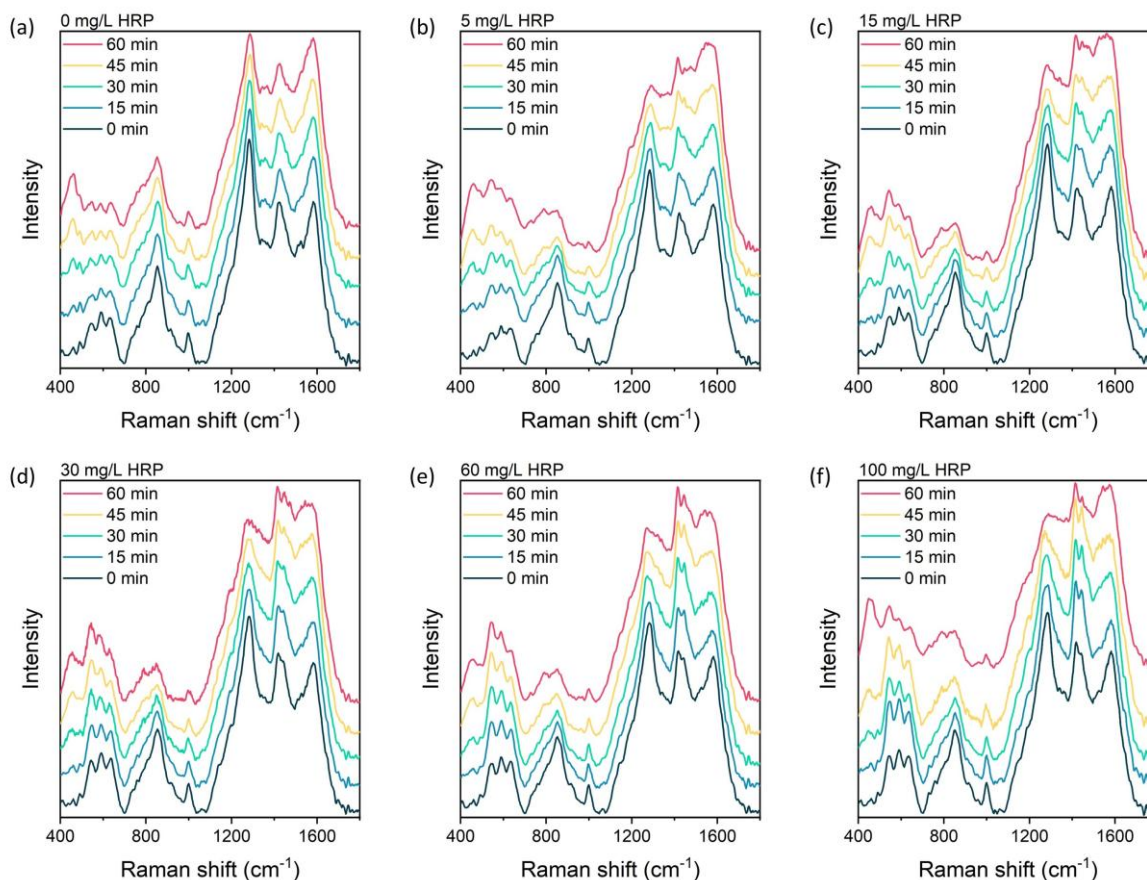 (a) 0 mg/L HRP
60 min
45 min
30 min
15 min
0 min
Intensity
400 800 1200 1600
Raman shift (cm⁻¹)
(b) 5 mg/L HRP
60 min
45 min
30 min
15 min
0 min
Intensity
400 800 1200 1600
Raman shift (cm⁻¹)
(c) 15 mg/L HRP
60 min
45 min
30 min
15 min
0 min
Intensity
400 800 1200 1600
Raman shift (cm⁻¹)
(d) 30 mg/L HRP
60 min
45 min
30 min
15 min
0 min
Intensity
400 800 1200 1600
Raman shift (cm⁻¹)
(e) 60 mg/L HRP
60 min
45 min
30 min
15 min
0 min
Intensity
400 800 1200 1600
Raman shift (cm⁻¹)
(f) 100 mg/L HRP
60 min
45 min
30 min
15 min
0 min
Intensity
400 800 1200 1600
Raman shift (cm⁻¹)